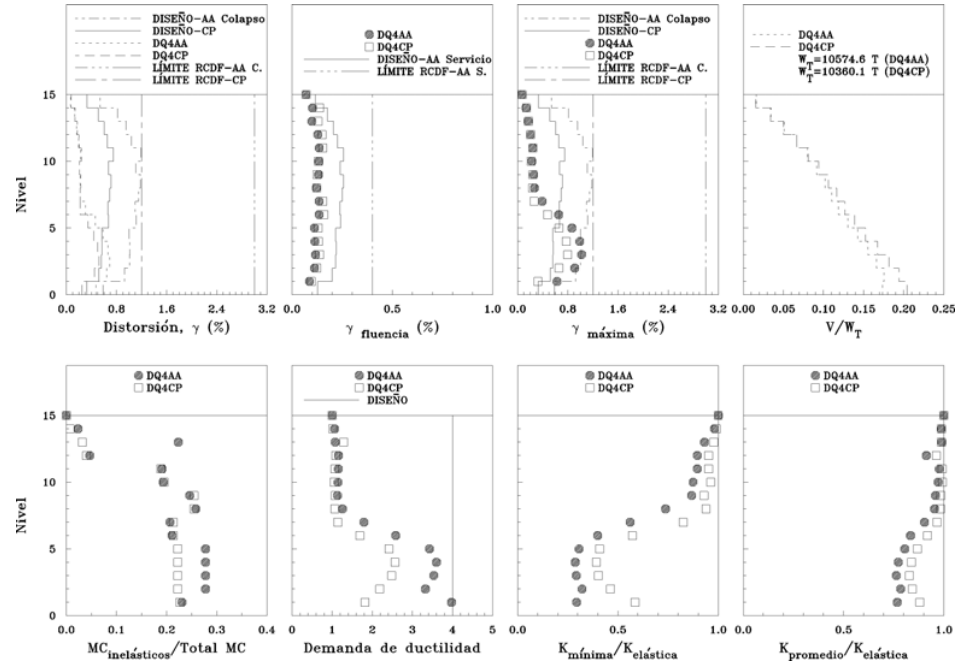 DISEÑO-AA Colapso
DISEÑO-CP
DQ4AA
DQ4CP
LÍMITE RCDF-AA C.
LÍMITE RCDF-CP
Nivel
15
10
5
0
0.0 0.8 1.6 2.4 3.2
Distorsión, γ (%)
DQ4AA
DQ4CP
DISEÑO-AA Servicio
LÍMITE RCDF-AA S.
0.0 0.4 0.8 1.0
γ fluencia (%)
DISEÑO-AA Colapso
DISEÑO-CP
DQ4AA
DQ4CP
LÍMITE RCDF-AA C.
LÍMITE RCDF-CP
0.0 0.8 1.6 2.4 3.2
γ máxima (%)
DQ4AA
DQ4CP
W_T=10574.6 T (DQ4AA)
W_T=10360.1 T (DQ4CP)
0.00 0.05 0.10 0.15 0.20 0.25
V/W_T
DQ4AA
DQ4CP
Nivel
20
15
10
5
0
0.0 0.1 0.2 0.3 0.4
MC inelásticos/Total MC
DQ4AA
DQ4CP
DISEÑO
0 1 2 3 4 5
Demanda de ductilidad
DQ4AA
DQ4CP
0.0 0.5 1.0
K mínima/K elástica
DQ4AA
DQ4CP
0.0 0.5 1.0
K promedio/K elástica